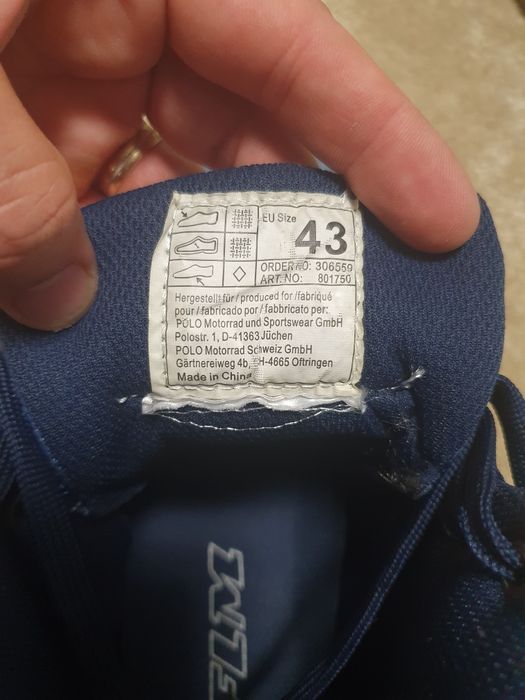 EU Size
43
ORDER NO: 306559
ART.NO: 801750
Hergestellt für / produced for /fabriqué
pour / fabricado por / fabbricato per:
POLO Motorrad und Sportswear GmbH
Polostr. 1, D-41363 Jüchen
POLO Motorrad Schweiz GmbH
Gärtnereiweg 4b, CH-4665 Oftringen
Made in China
FLM